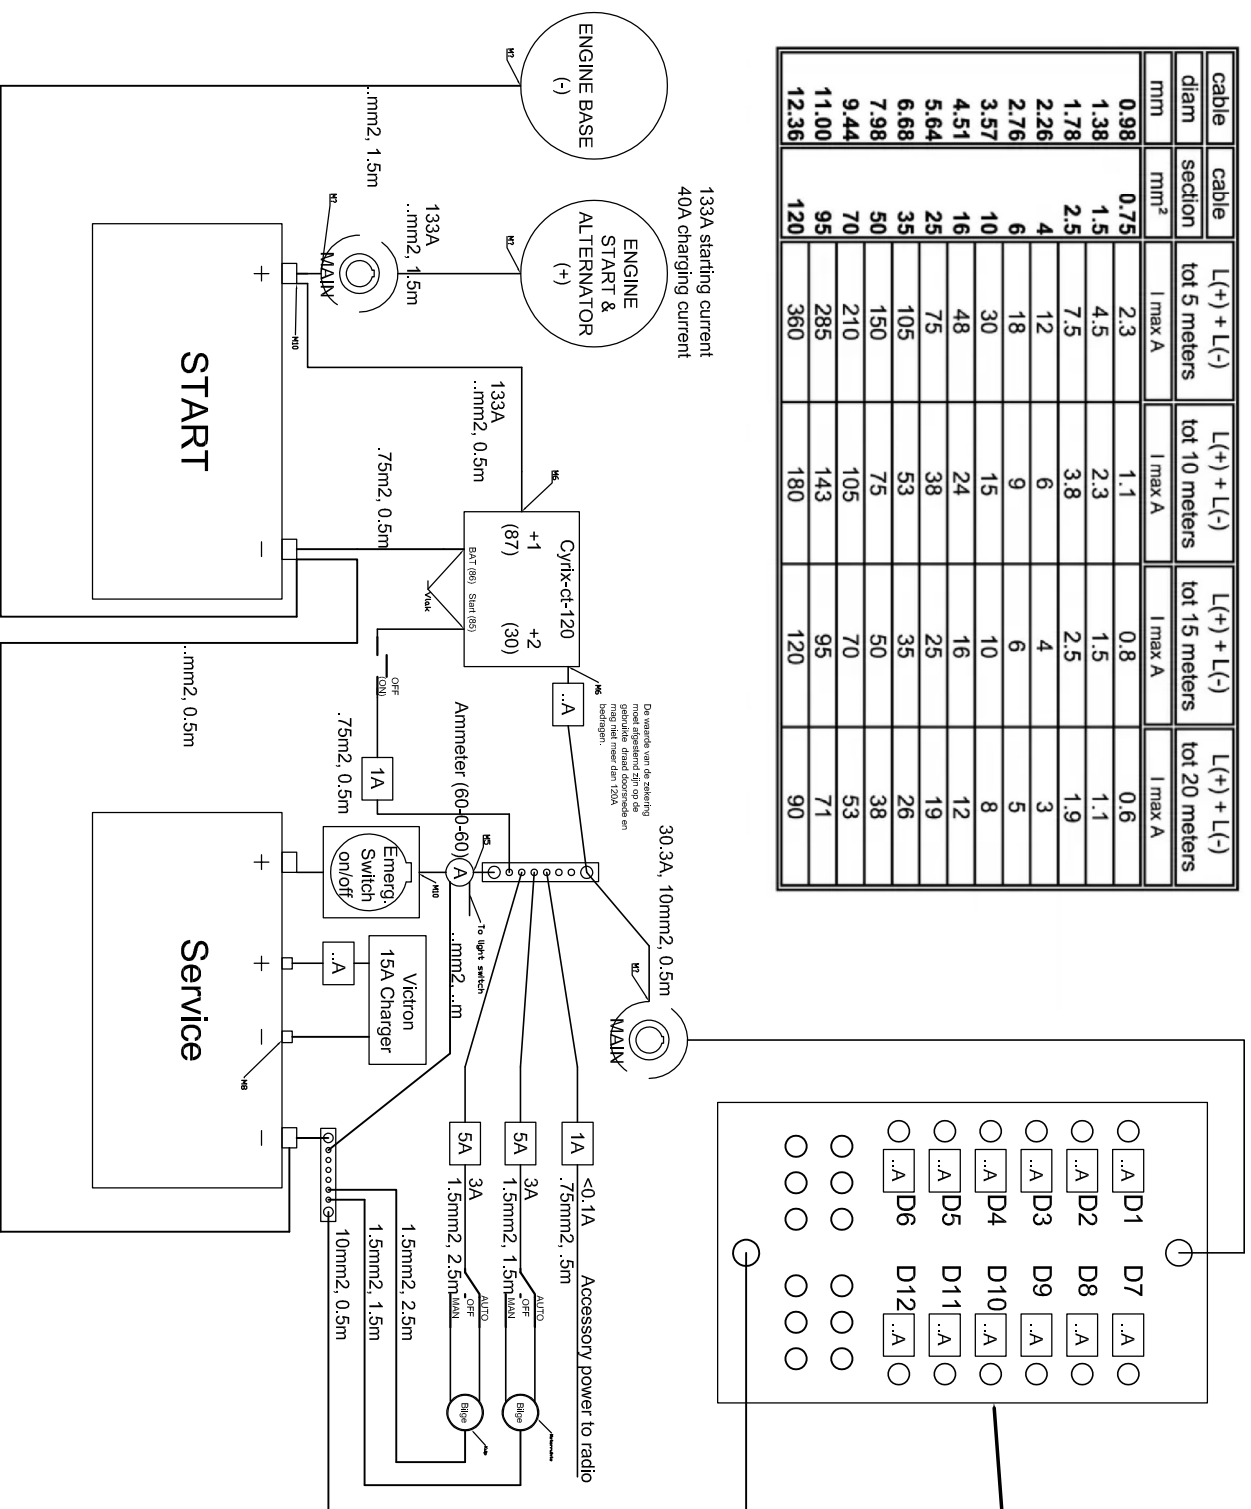 cable cable L(+) + L(-) L(+) + L(-) L(+) + L(-) L(+) + L(-)
diam section tot 5 meters tot 10 meters tot 15 meters tot 20 meters
mm mm² I max A I max A I max A I max A
0.98 0.75 2.3 1.1 0.8 0.6
1.38 1.5 4.5 2.3 1.5 1.1
1.78 2.5 7.5 3.8 2.5 1.9
2.26 4 12 6 4 3
2.76 6 18 9 6 5
3.57 10 30 15 10 8
4.51 16 48 24 16 12
5.64 25 75 38 25 19
6.68 35 105 53 35 26
7.98 50 150 75 50 38
9.44 70 210 105 70 53
11.00 95 285 143 95 71
12.36 120 360 180 120 90
133A starting current
40A charging current
ENGINE BASE
(-)
M?
ENGINE
START &
ALTERNATOR
(+)
M?
..mm2, 1.5m
133A
..mm2, 1.5m
M?
MAIN
M10
+
-
START
133A
..mm2, 0.5m
M6
.75m2, 0.5m
Cyrix-ct-120
+1
(87)
+2
(30)
BAT (86)
Start (85)
Vlak
M6
..A
De waarde van de zekering
moet afgestemd zijn op de
gebruikte draad doorsnede en
mag niet meer dan 120A
bedragen.
OFF
(ON)
1A
.75m2, 0.5m
..mm2, 0.5m
Ammeter (60-0-60)
A
M5
M10
To light switch
..mm2, ..m
Emerg.
Switch
on/off
Victron
15A Charger
..A
M8
+
+
-
-
Service
30.3A, 10mm2, 0.5m
M?
MAIN
1A
<0.1A
.75mm2, .5m
Accessory power to radio
5A
3A
1.5mm2, 1.5m
AUTO
OFF
MAN
Bilge
5A
3A
1.5mm2, 2.5m
AUTO
OFF
MAN
Bilge
1.5mm2, 2.5m
1.5mm2, 1.5m
10mm2, 0.5m
..A D1 D7 ..A
..A D2 D8 ..A
..A D3 D9 ..A
..A D4 D10 ..A
..A D5 D11 ..A
..A D6 D12 ..A